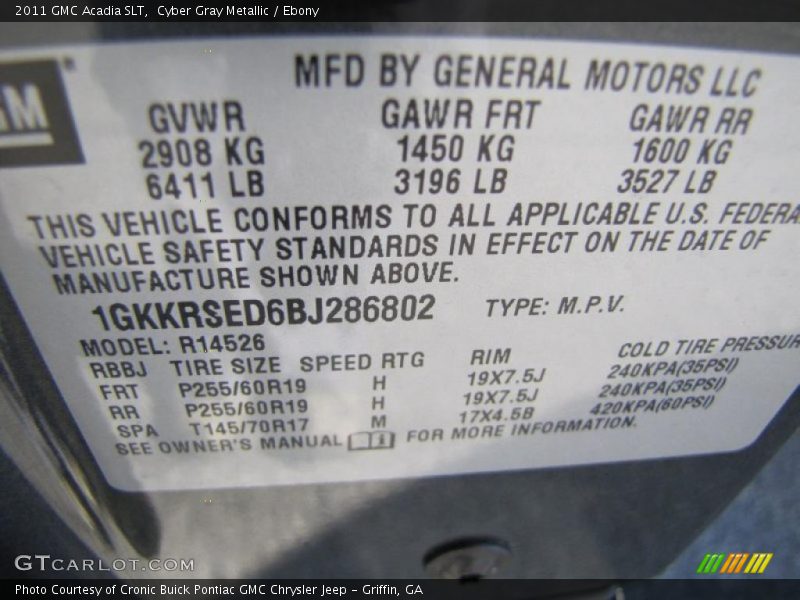 2011 GMC Acadia SLT, Cyber Gray Metallic / Ebony
GM
MFD BY GENERAL MOTORS LLC
GVWR GAWR FRT GAWR RR
2908 KG 1450 KG 1600 KG
6411 LB 3196 LB 3527 LB
THIS VEHICLE CONFORMS TO ALL APPLICABLE U.S. FEDERA
VEHICLE SAFETY STANDARDS IN EFFECT ON THE DATE OF
MANUFACTURE SHOWN ABOVE.
1GKKRSED6BJ286802 TYPE: M.P.V.
MODEL: R14526
RBBJ TIRE SIZE SPEED RTG RIM COLD TIRE PRESSUR
FRT P255/60R19 H 19X7.5J 240KPA(35PSI)
RR P255/60R19 H 19X7.5J 240KPA(35PSI)
SPA T145/70R17 M 17X4.5B 420KPA(60PSI)
SEE OWNER'S MANUAL FOR MORE INFORMATION.
GTCARLOT.COM
Photo Courtesy of Cronic Buick Pontiac GMC Chrysler Jeep - Griffin, GA